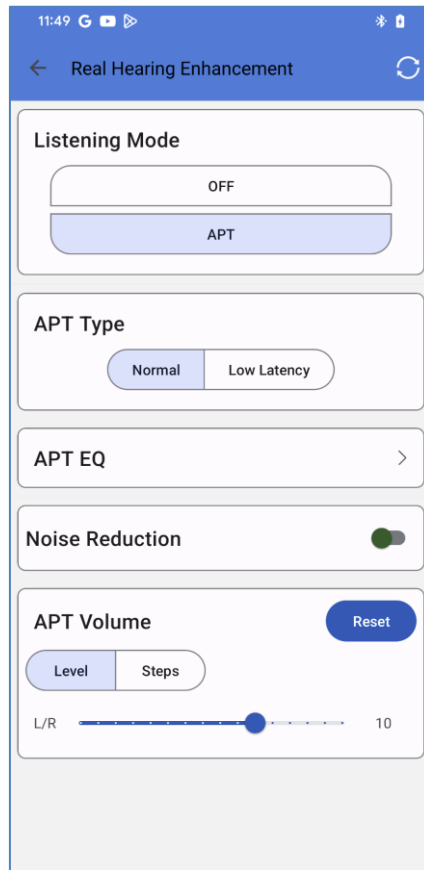 11:49 G
Real Hearing Enhancement
Listening Mode
OFF
APT
APT Type
Normal Low Latency
APT EQ
Noise Reduction
APT Volume Reset
Level Steps
L/R 10